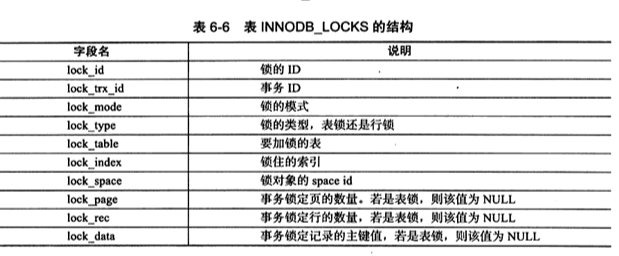 表 6-6 表 INNODB_LOCKS 的结构
字段名 说明
lock_id 锁的 ID
lock_trx_id 事务 ID
lock_mode 锁的模式
lock_type 锁的类型，表锁还是行锁
lock_table 要加锁的表
lock_index 锁住的索引
lock_space 锁对象的 space id
lock_page 事务锁定页的数量。若是表锁，则该值为 NULL
lock_rec 事务锁定行的数量，若是表锁，则该值为 NULL
lock_data 事务锁定记录的主键值，若是表锁，则该值为 NULL